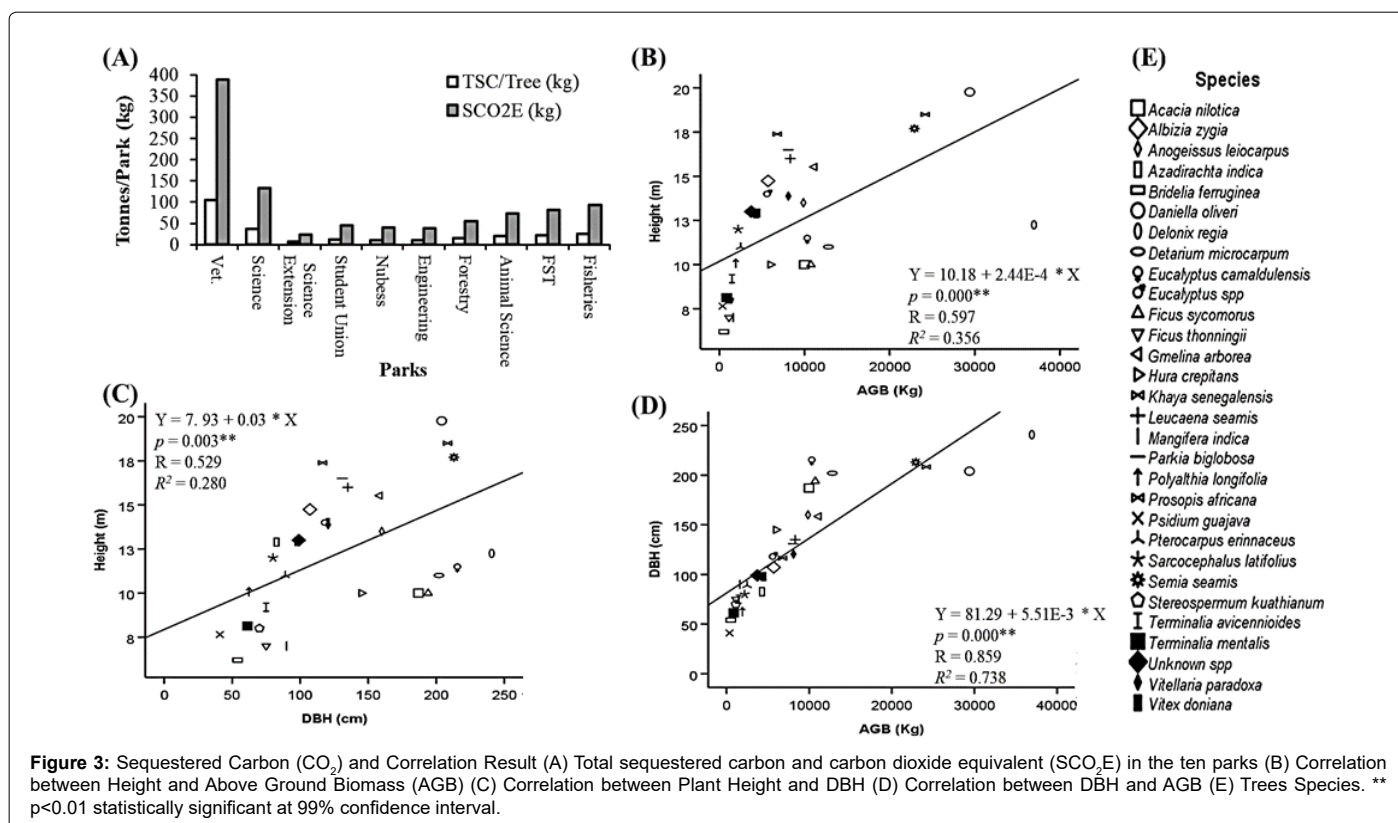 (A)
400
350
300
250
200
150
100
50
0
Tonnes/Park (kg)
TSC/Tree (kg)
SCO2E (kg)
Vet.
Science
Extension Science
Student Union
Nubess
Engineering
Forestry
Animal Science
FST
Fisheries
Parks
(B)
20
18
15
13
10
8
Height (m)
Y = 10.18 + 2.44E-4 * X
p = 0.000**
R = 0.597
R² = 0.356
0 10000 20000 30000 40000
AGB (Kg)
(C)
20
18
15
13
10
8
Height (m)
Y = 7. 93 + 0.03 * X
p = 0.003**
R = 0.529
R² = 0.280
0 50 100 150 200 250
DBH (cm)
(D)
250
200
150
100
50
0
DBH (cm)
Y = 81.29 + 5.51E-3 * X
p = 0.000**
R = 0.859
R² = 0.738
0 10000 20000 30000 40000
AGB (Kg)
(E)
Species
Acacia nilotica
Albizia zygia
Anogeissus leiocarpus
Azadirachta indica
Bridelia ferruginea
Daniella oliveri
Delonix regia
Detarium microcarpum
Eucalyptus camaldulensis
Eucalyptus spp
Ficus sycomorus
Ficus thonningii
Gmelina arborea
Hura crepitans
Khaya senegalensis
Leucaena seamis
Mangifera indica
Parkia biglobosa
Polyalthia longifolia
Prosopis africana
Psidium guajava
Pterocarpus erinnaceus
Sarcocephalus latifolius
Semia seamis
Stereospermum kuathianum
Terminalia avicennioides
Terminalia mentalis
Unknown spp
Vitellaria paradoxa
Vitex doniana
Figure 3: Sequestered Carbon (CO₂) and Correlation Result (A) Total sequestered carbon and carbon dioxide equivalent (SCO₂E) in the ten parks (B) Correlation
between Height and Above Ground Biomass (AGB) (C) Correlation between Plant Height and DBH (D) Correlation between DBH and AGB (E) Trees Species. **
p<0.01 statistically significant at 99% confidence interval.